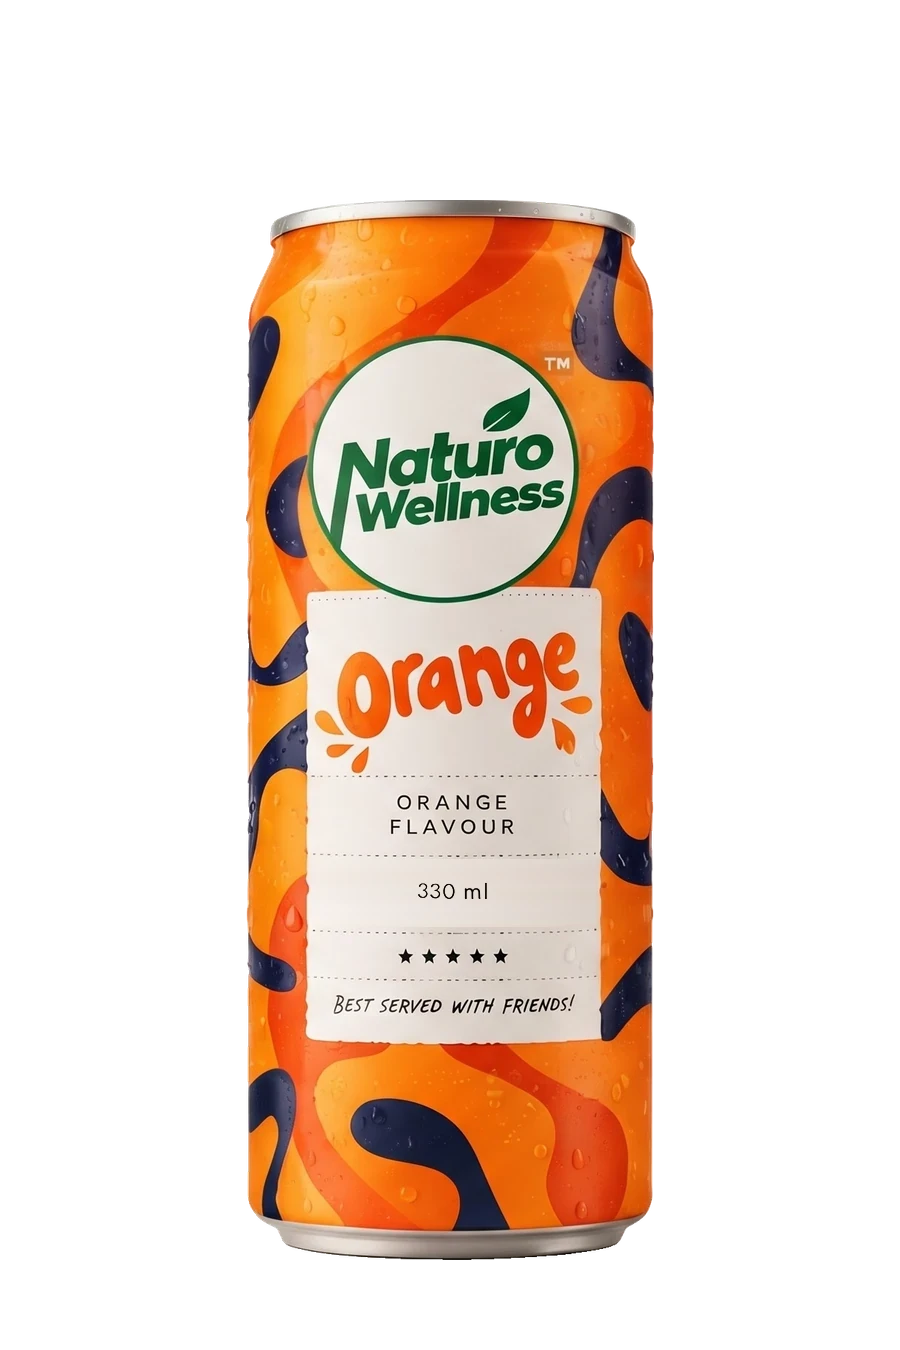 TM
Naturo
Wellness
Orange
ORANGE
FLAVOUR
330 ml
★★★★★
BEST SERVED WITH FRIENDS!